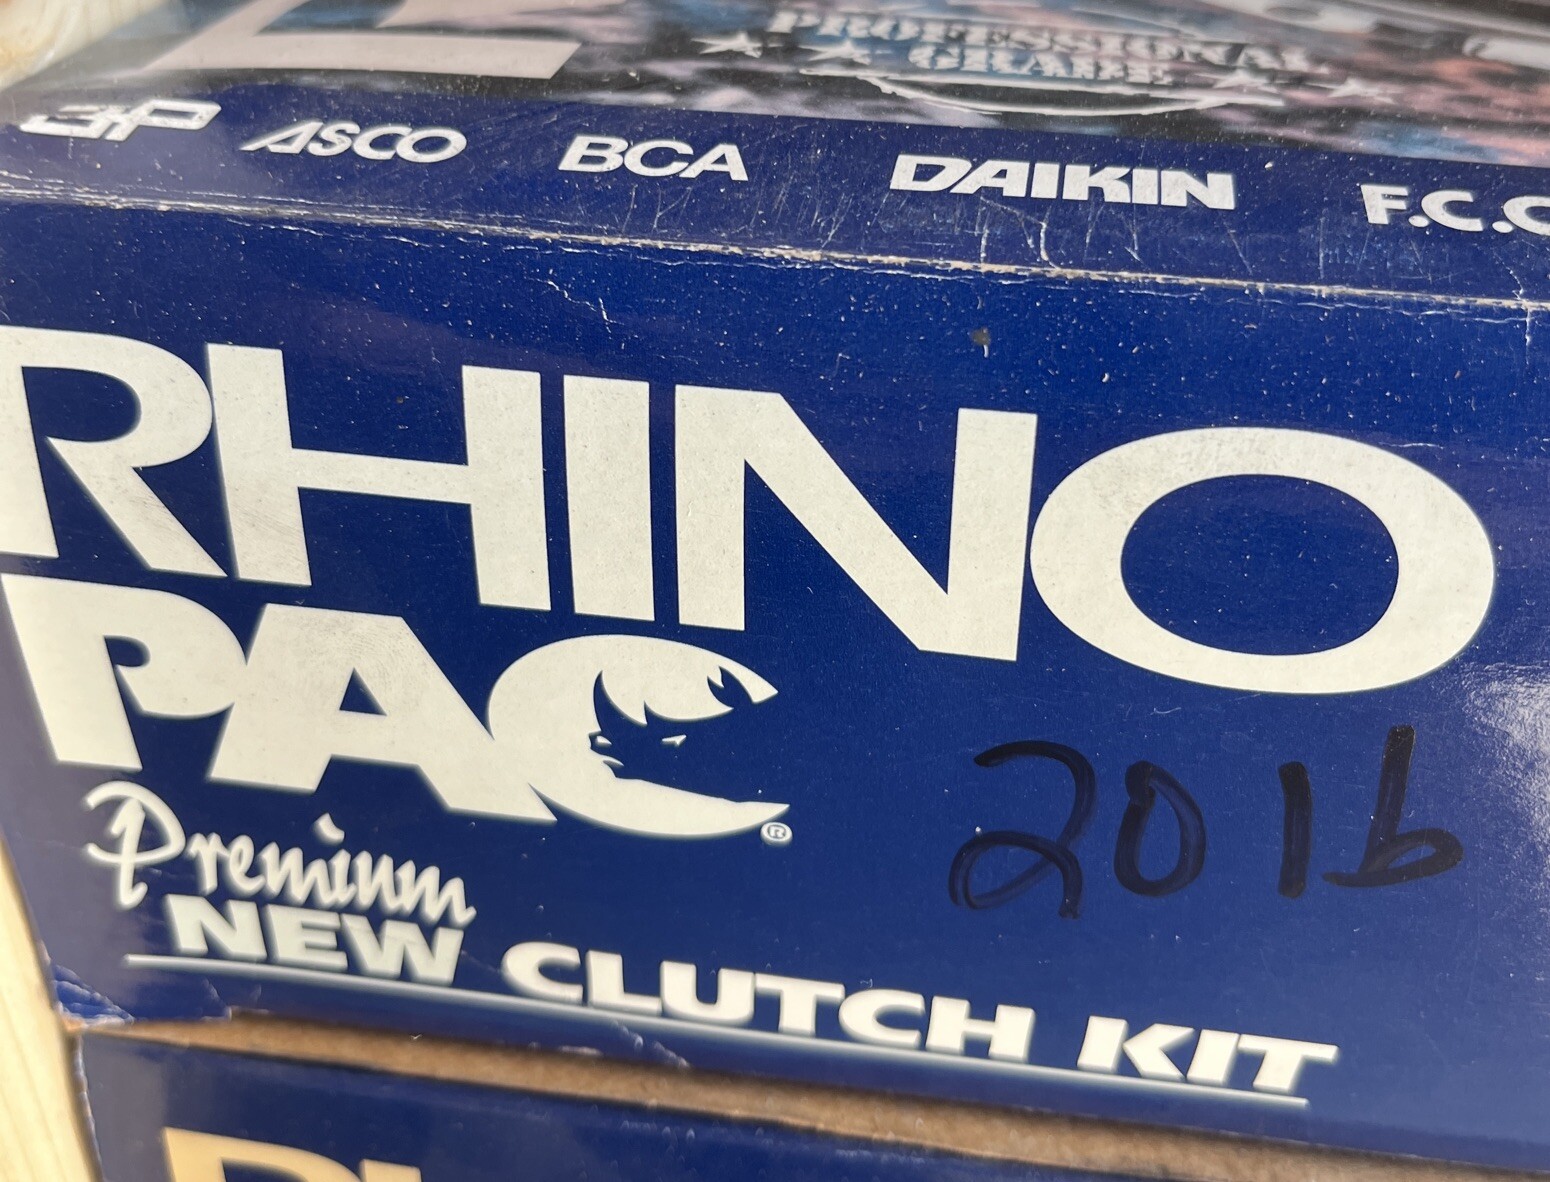 PROFESSIONAL
GRADE
ASCO BCA DAIKIN F.C.C
RHINO
PAC®
2016
Premium
NEW CLUTCH KIT